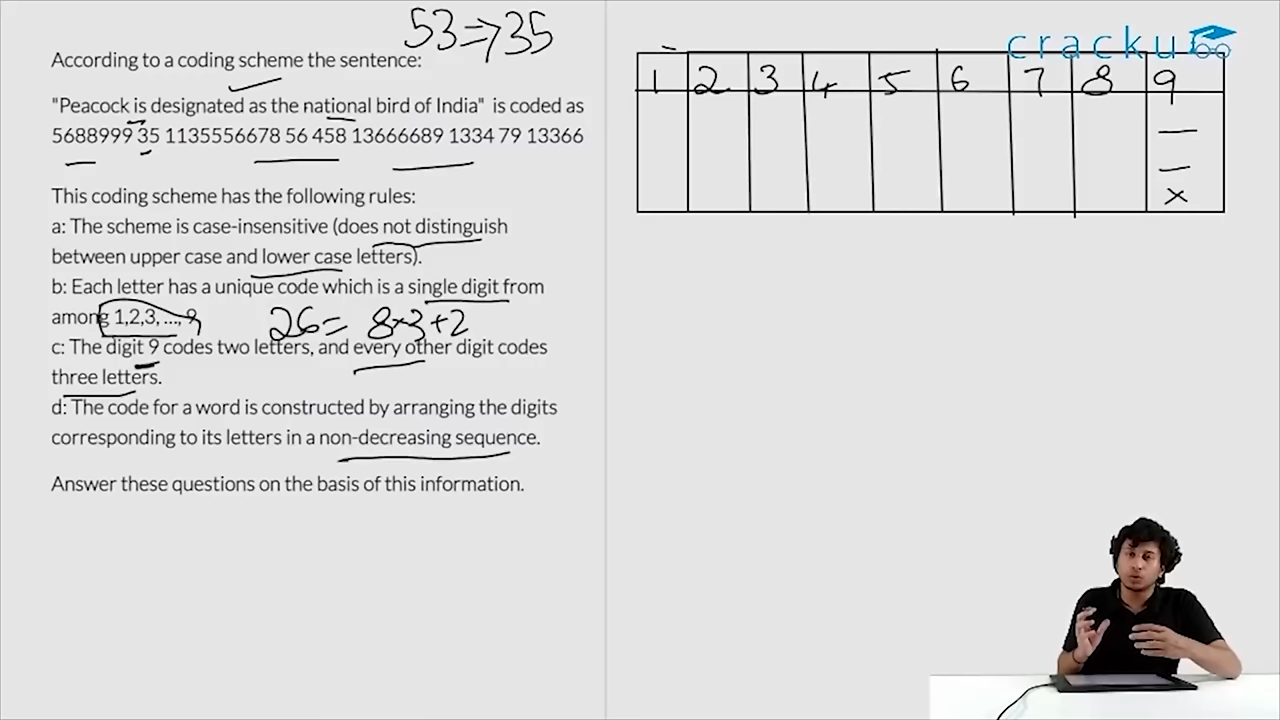 53 ⇒ 35
According to a coding scheme the sentence:
"Peacock is designated as the national bird of India" is coded as
5688999 35 1135556678 56 458 13666689 1334 79 13366
This coding scheme has the following rules:
a: The scheme is case-insensitive (does not distinguish
between upper case and lower case letters).
b: Each letter has a unique code which is a single digit from
among 1,2,3, …, 9
26 = 8×3+2
c: The digit 9 codes two letters, and every other digit codes
three letters.
d: The code for a word is constructed by arranging the digits
corresponding to its letters in a non-decreasing sequence.
Answer these questions on the basis of this information.
cracku
1 2 3 4 5 6 7 8 9
— 
—
×